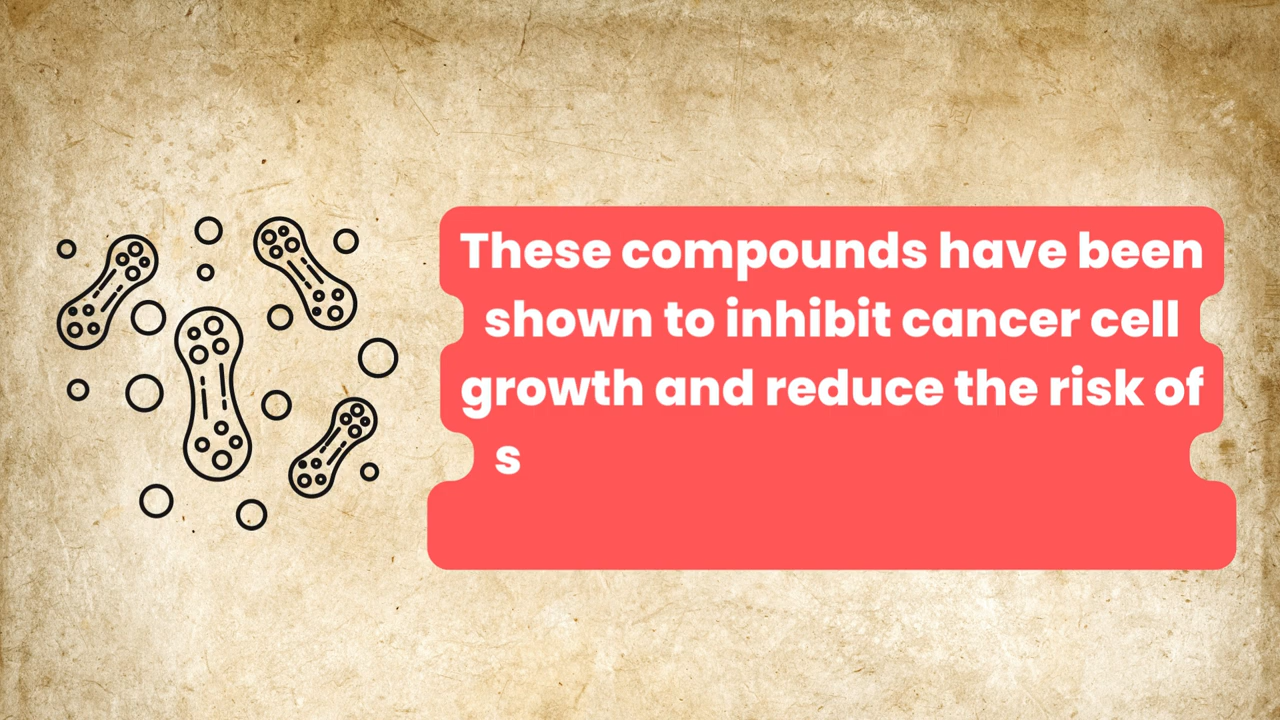 These compounds have been
shown to inhibit cancer cell
growth and reduce the risk of
s